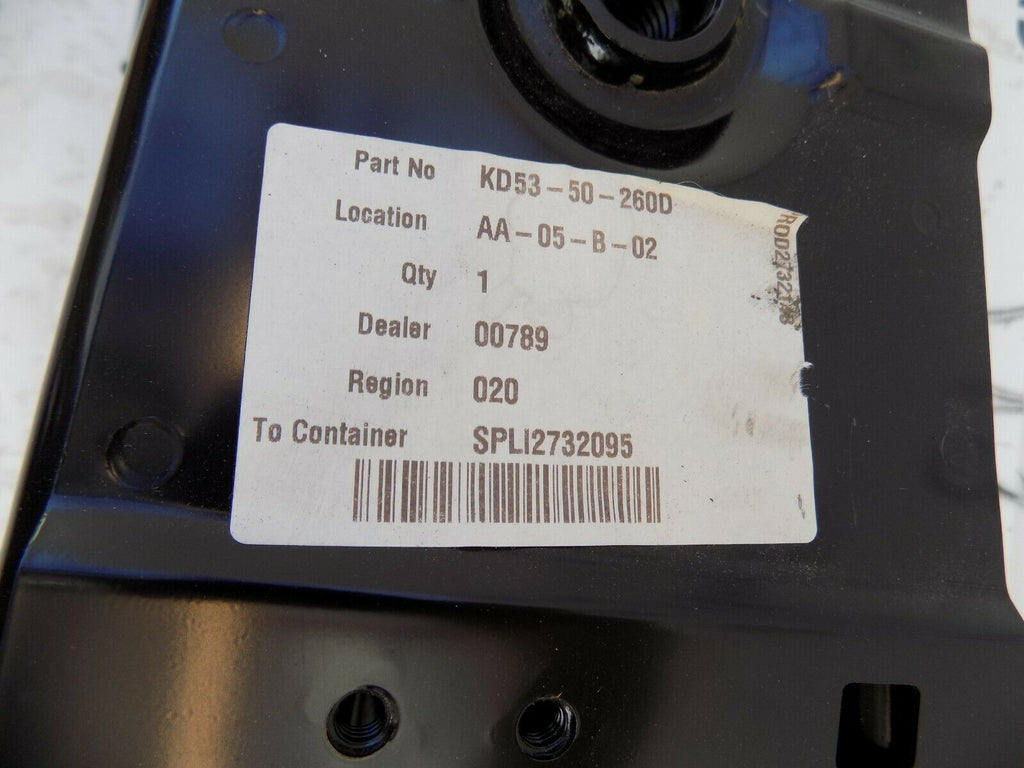 Part No KD53-50-260D
Location AA-05-B-02
Qty 1
Dealer 00789
Region 020
To Container SPLI2732095